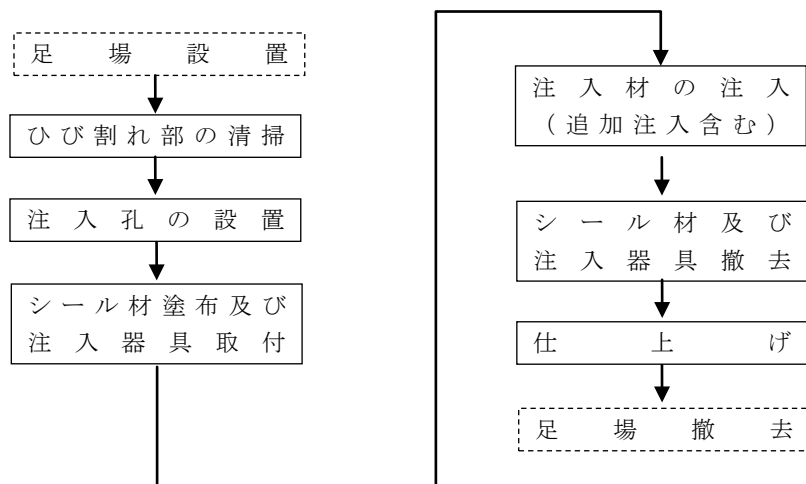 足場設置
ひび割れ部の清掃
注入孔の設置
シール材塗布及び
注入器具取付
注入材の注入
(追加注入含む)
シール材及び
注入器具撤去
仕上げ
足場撤去